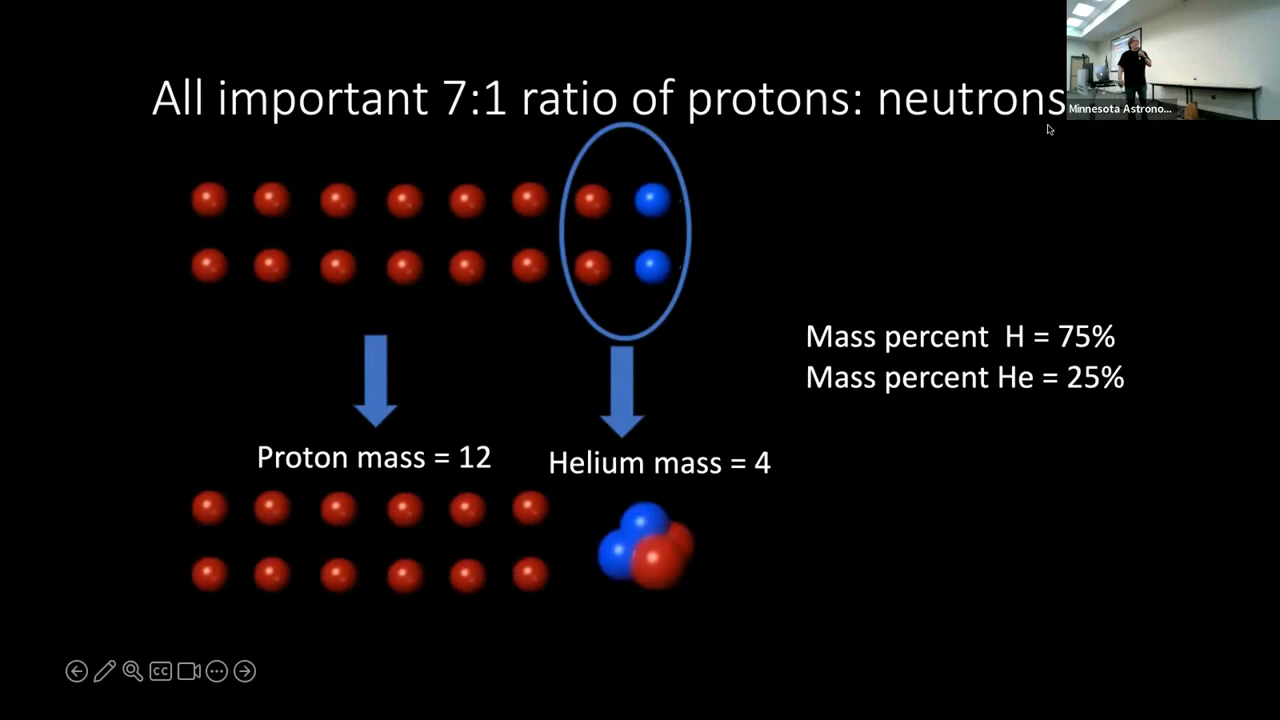 All important 7:1 ratio of protons: neutrons
Minnesota Astrono...
Mass percent H = 75%
Mass percent He = 25%
Proton mass = 12
Helium mass = 4
CC